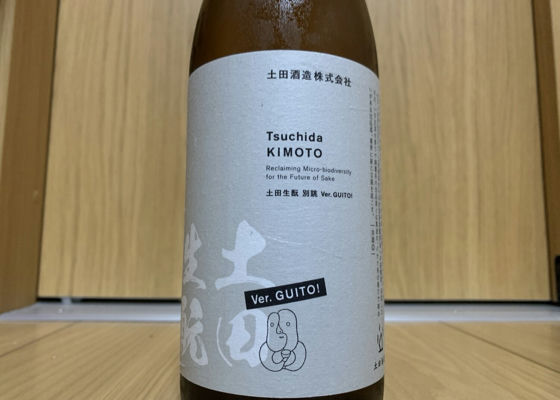 土田酒造株式会社
Tsuchida
KIMOTO
Reclaiming Micro-biodiversity
for the Future of Sake
土田生酛 別誂 Ver. GUITO!
土田
生酛
Ver. GUITO!